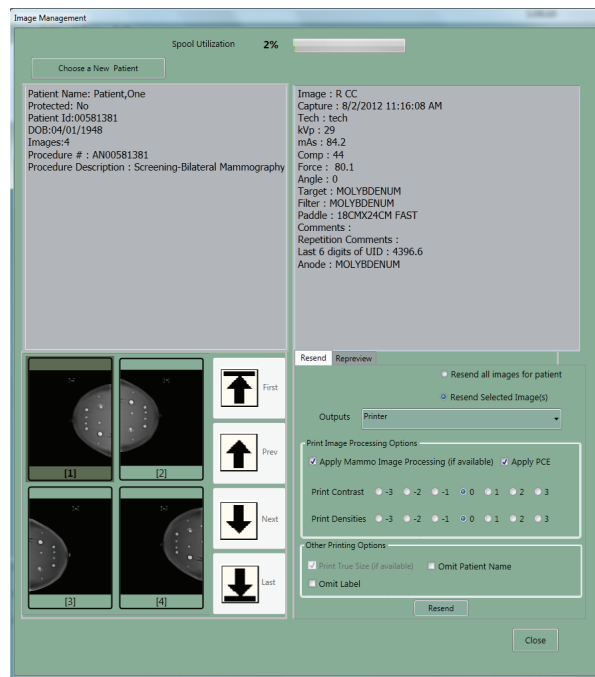 Image Management
Spool Utilization 2%
Choose a New Patient
Patient Name: Patient,One
Protected: No
Patient Id:00581381
DOB:04/01/1948
Images:4
Procedure # : AN00581381
Procedure Description : Screening-Bilateral Mammography
Image : R CC
Capture : 8/2/2012 11:16:08 AM
Tech : tech
kVp : 29
mAs : 84.2
Comp : 44
Force : 80.1
Angle : 0
Target : MOLYBDENUM
Filter : MOLYBDENUM
Paddle : 18CMX24CM FAST
Comments :
Repetition Comments :
Last 6 digits of UID : 4396.6
Anode : MOLYBDENUM
[1] [2]
[3] [4]
First
Prev
Next
Last
Resend Repreview
Resend all images for patient
Resend Selected Image(s)
Outputs Printer
Print Image Processing Options
Apply Mammo Image Processing (if available) Apply PCE
Print Contrast -3 -2 -1 0 1 2 3
Print Densities -3 -2 -1 0 1 2 3
Other Printing Options
Print True Size (if available) Omit Patient Name
Omit Label
Resend
Close